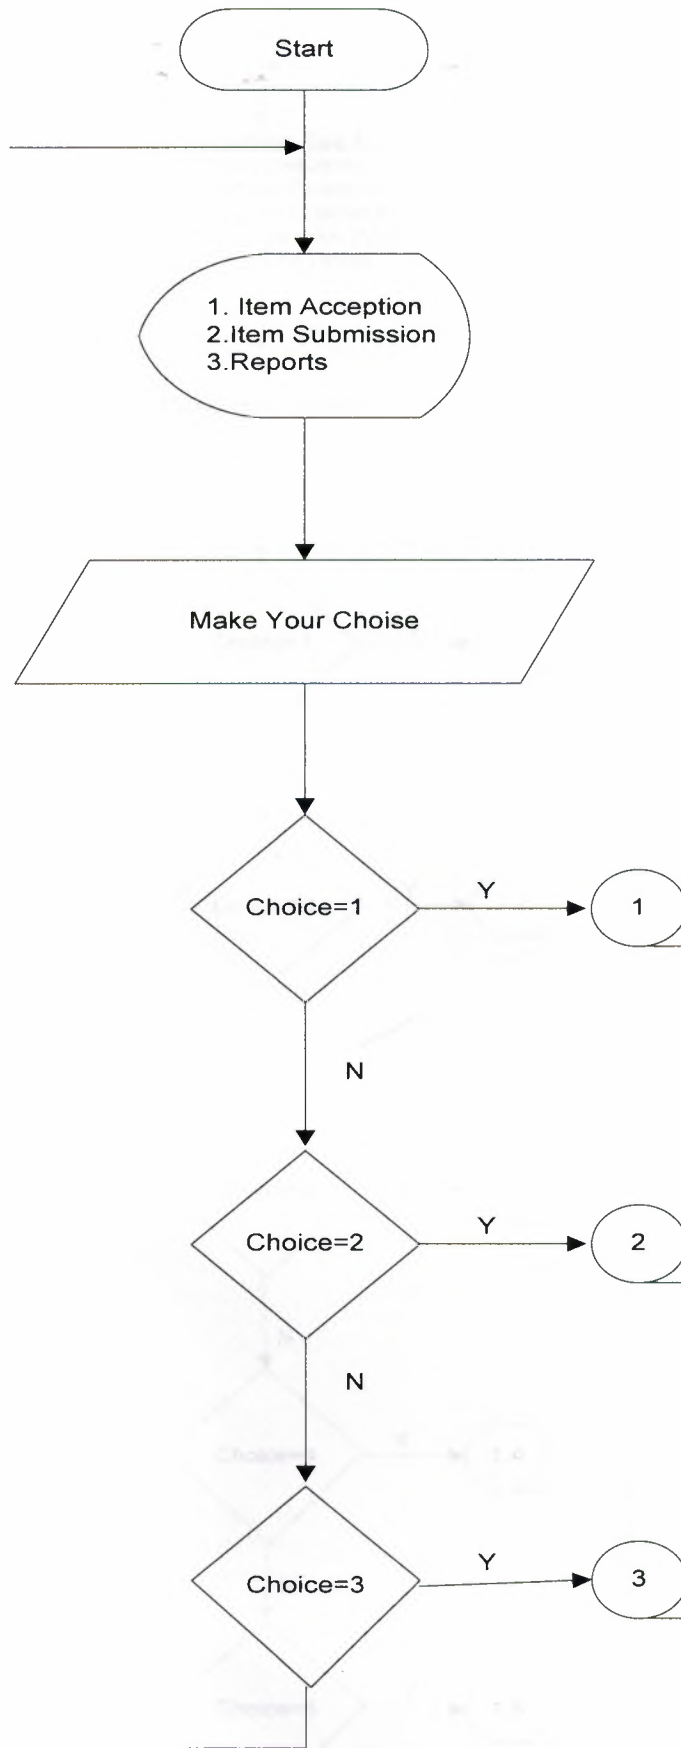 Start
1. Item Acception
2.Item Submission
3.Reports
Make Your Choise
Choice=1
Y
1
N
Choice=2
Y
2
N
Choice=3
Y
3